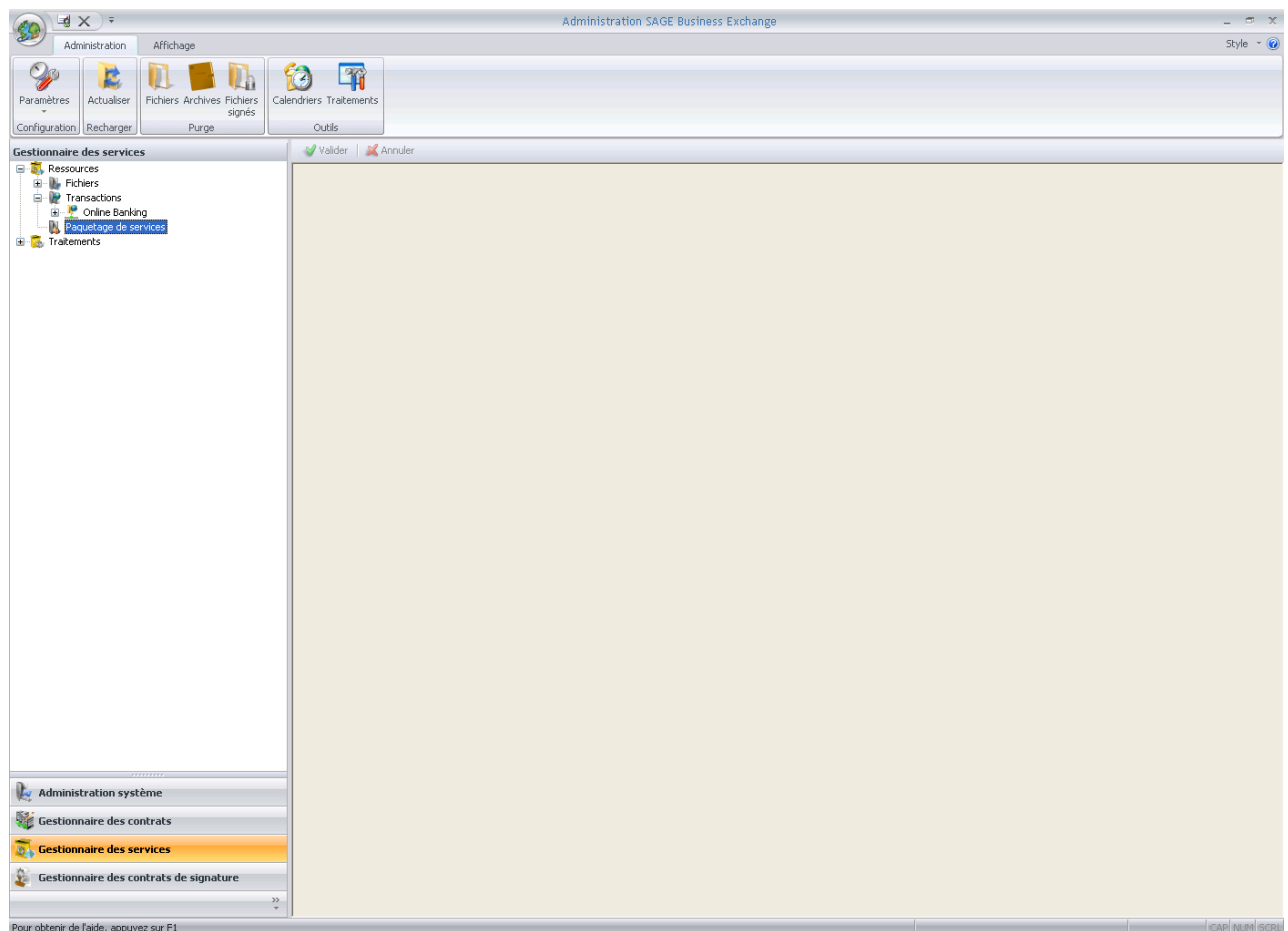 Administration SAGE Business Exchange
Administration Affichage
Style
Paramètres Actualiser Fichiers Archives Fichiers signés Calendriers Traitements
Configuration Recharger Purge Outils
Gestionnaire des services
Valider Annuler
Ressources
Fichiers
Transactions
Online Banking
Paquetage de services
Traitements
Administration système
Gestionnaire des contrats
Gestionnaire des services
Gestionnaire des contrats de signature
Pour obtenir de l'aide, appuyez sur F1
CAP NUM SCRL